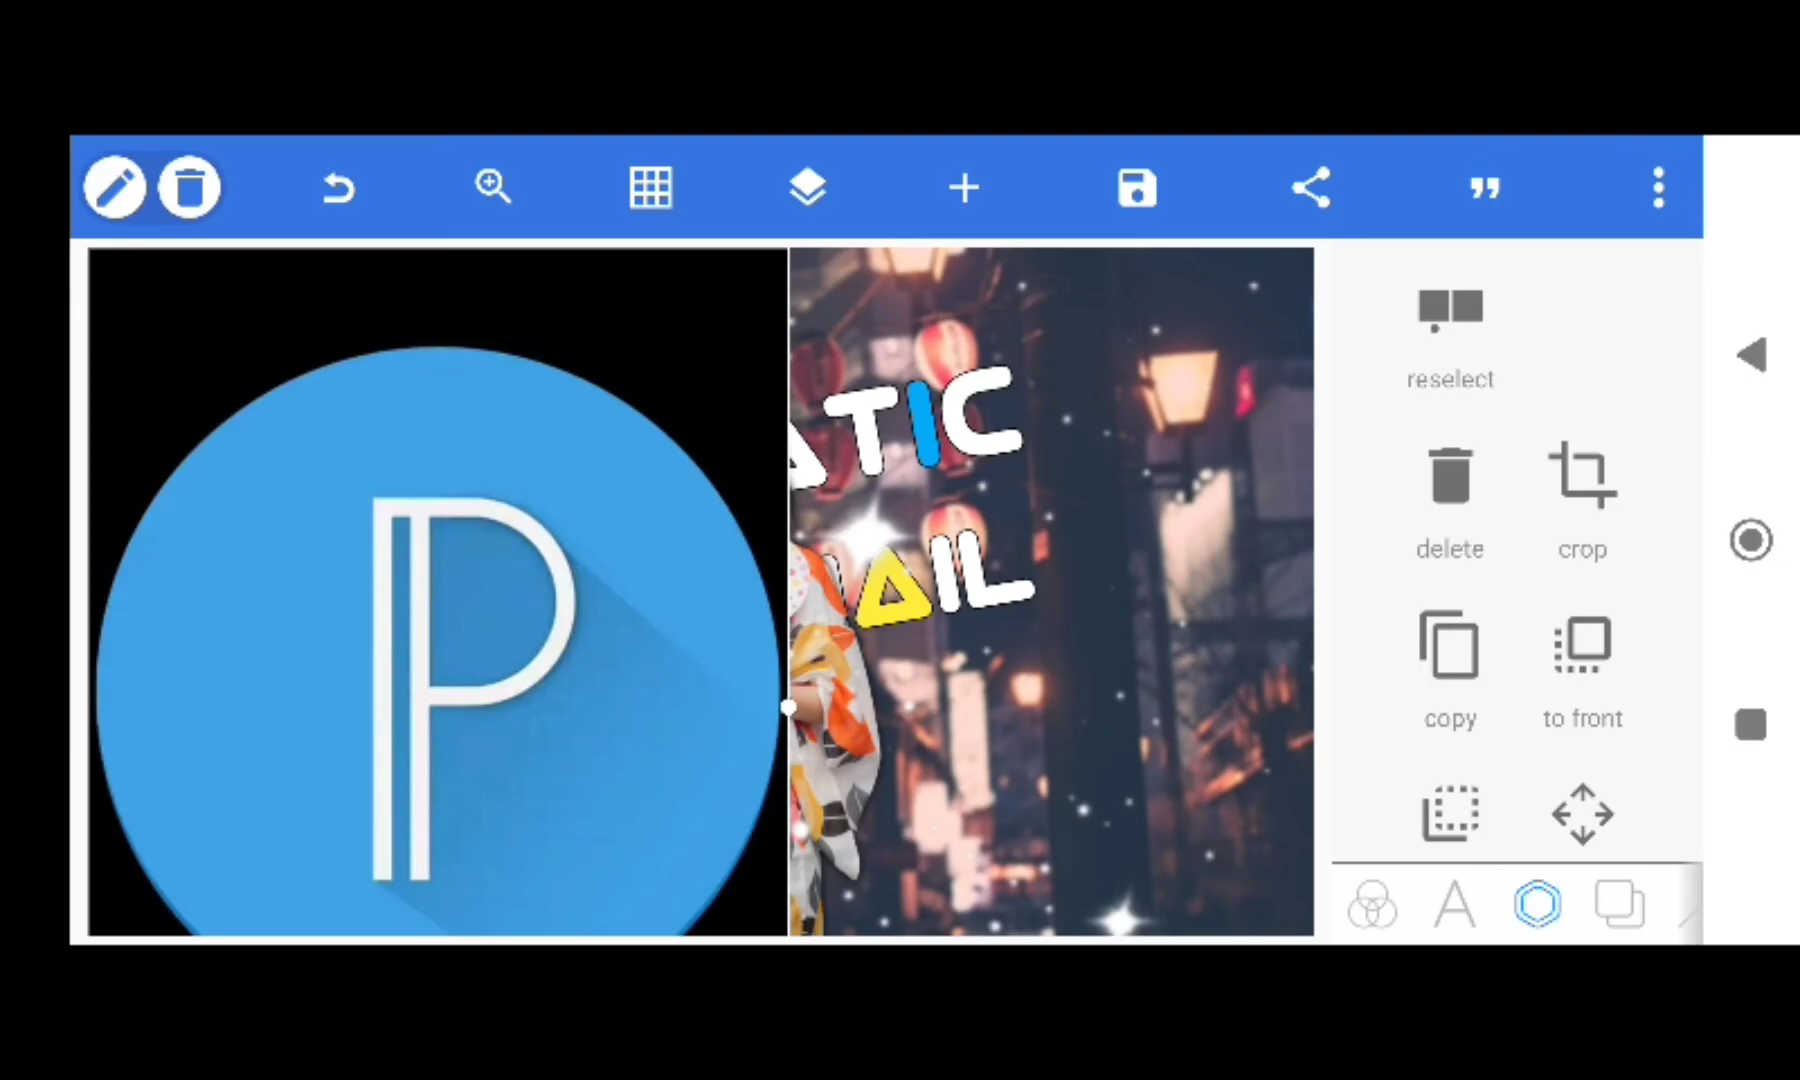 P
ATIC
AIL
reselect
delete
crop
copy
to front
A